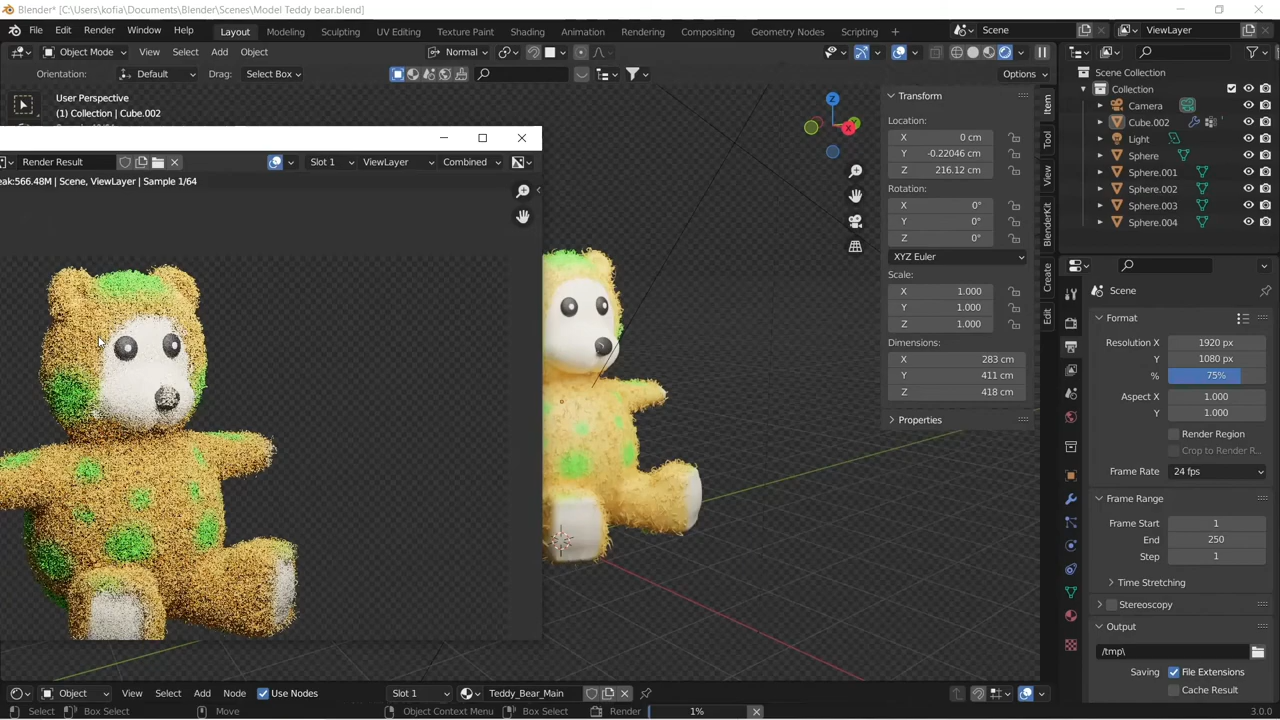 Blender* [C:\Users\kofia\Documents\Blender\Scenes\Model Teddy bear.blend]
File Edit Render Window Help Layout Modeling Sculpting UV Editing Texture Paint Shading Animation Rendering Compositing Geometry Nodes Scripting + Scene ViewLayer
Object Mode View Select Add Object Normal
Orientation: Default Drag: Select Box Options
User Perspective
(1) Collection | Cube.002
Render Result Slot 1 ViewLayer Combined
eak:566.48M | Scene, ViewLayer | Sample 1/64
Z
Y
X
Transform
Location:
X 0 cm
Y -0.22046 cm
Z 216.12 cm
Rotation:
X 0°
Y 0°
Z 0°
XYZ Euler
Scale:
X 1.000
Y 1.000
Z 1.000
Dimensions:
X 283 cm
Y 411 cm
Z 418 cm
Properties
Item
Tool
View
BlenderKit
Create
Edit
Scene Collection
Collection
Camera
Cube.002
Light
Sphere
Sphere.001
Sphere.002
Sphere.003
Sphere.004
Scene
Format
Resolution X 1920 px
Y 1080 px
% 75%
Aspect X 1.000
Y 1.000
Render Region
Crop to Render R...
Frame Rate 24 fps
Frame Range
Frame Start 1
End 250
Step 1
Time Stretching
Stereoscopy
Output
/tmp\
Saving File Extensions
Cache Result
Object View Select Add Node Use Nodes Slot 1 Teddy_Bear_Main
Select Box Select Move Object Context Menu Box Select Render 1% 3.0.0